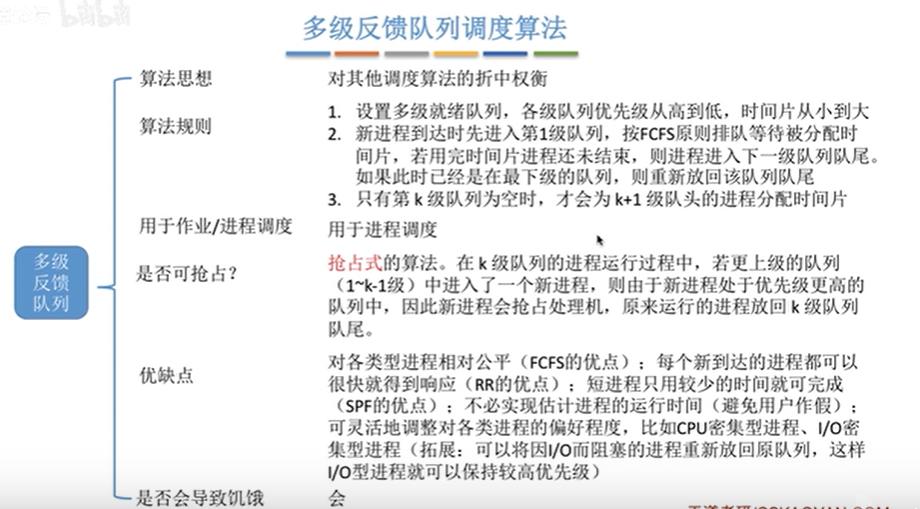 多级反馈队列调度算法
算法思想
对其他调度算法的折中权衡
算法规则
1. 设置多级就绪队列，各级队列优先级从高到低，时间片从小到大
2. 新进程到达时先进入第1级队列，按FCFS原则排队等待被分配时
间片，若用完时间片进程还未结束，则进程进入下一级队列队尾。
如果此时已经是在最下级的队列，则重新放回该队列队尾
3. 只有第 k 级队列为空时，才会为 k+1 级队头的进程分配时间片
用于作业/进程调度
用于进程调度
多级
反馈
队列
是否可抢占？
抢占式的算法。在 k 级队列的进程运行过程中，若更上级的队列
（1~k-1级）中进入了一个新进程，则由于新进程处于优先级更高的
队列中，因此新进程会抢占处理机，原来运行的进程放回 k 级队列
队尾。
优缺点
对各类型进程相对公平（FCFS的优点）；每个新到达的进程都可以
很快就得到响应（RR的优点）；短进程只用较少的时间就可完成
（SPF的优点）；不必实现估计进程的运行时间（避免用户作假）；
可灵活地调整对各类进程的偏好程度，比如CPU密集型进程、I/O密
集型进程（拓展：可以将因I/O而阻塞的进程重新放回原队列，这样
I/O型进程就可以保持较高优先级）
是否会导致饥饿
会